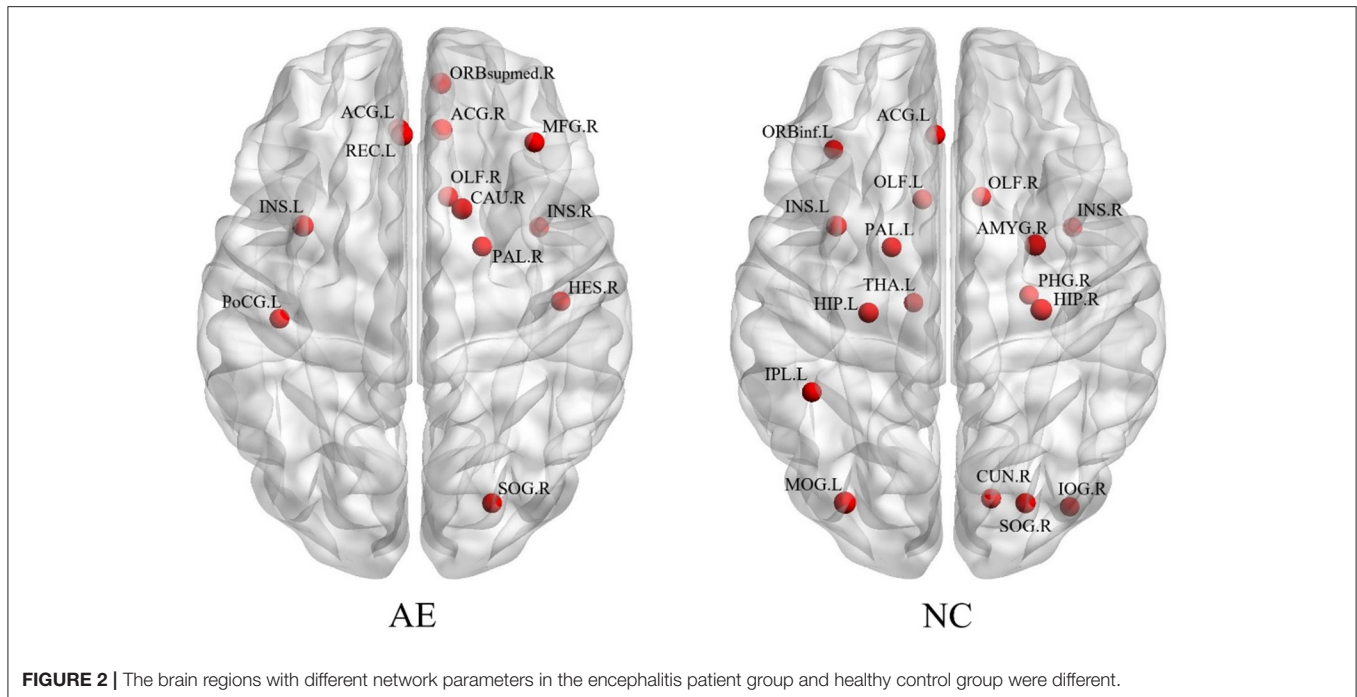 ORBsupmed.R
ACG.L
ACG.R
MFG.R
REC.L
OLF.R
CAU.R
INS.L
INS.R
PAL.R
HES.R
PoCG.L
SOG.R
AE
ACG.L
ORBinf.L
OLF.L
OLF.R
INS.L
INS.R
PAL.L
AMYG.R
THA.L
PHG.R
HIP.L
HIP.R
IPL.L
MOG.L
CUN.R
IOG.R
SOG.R
NC
FIGURE 2 | The brain regions with different network parameters in the encephalitis patient group and healthy control group were different.